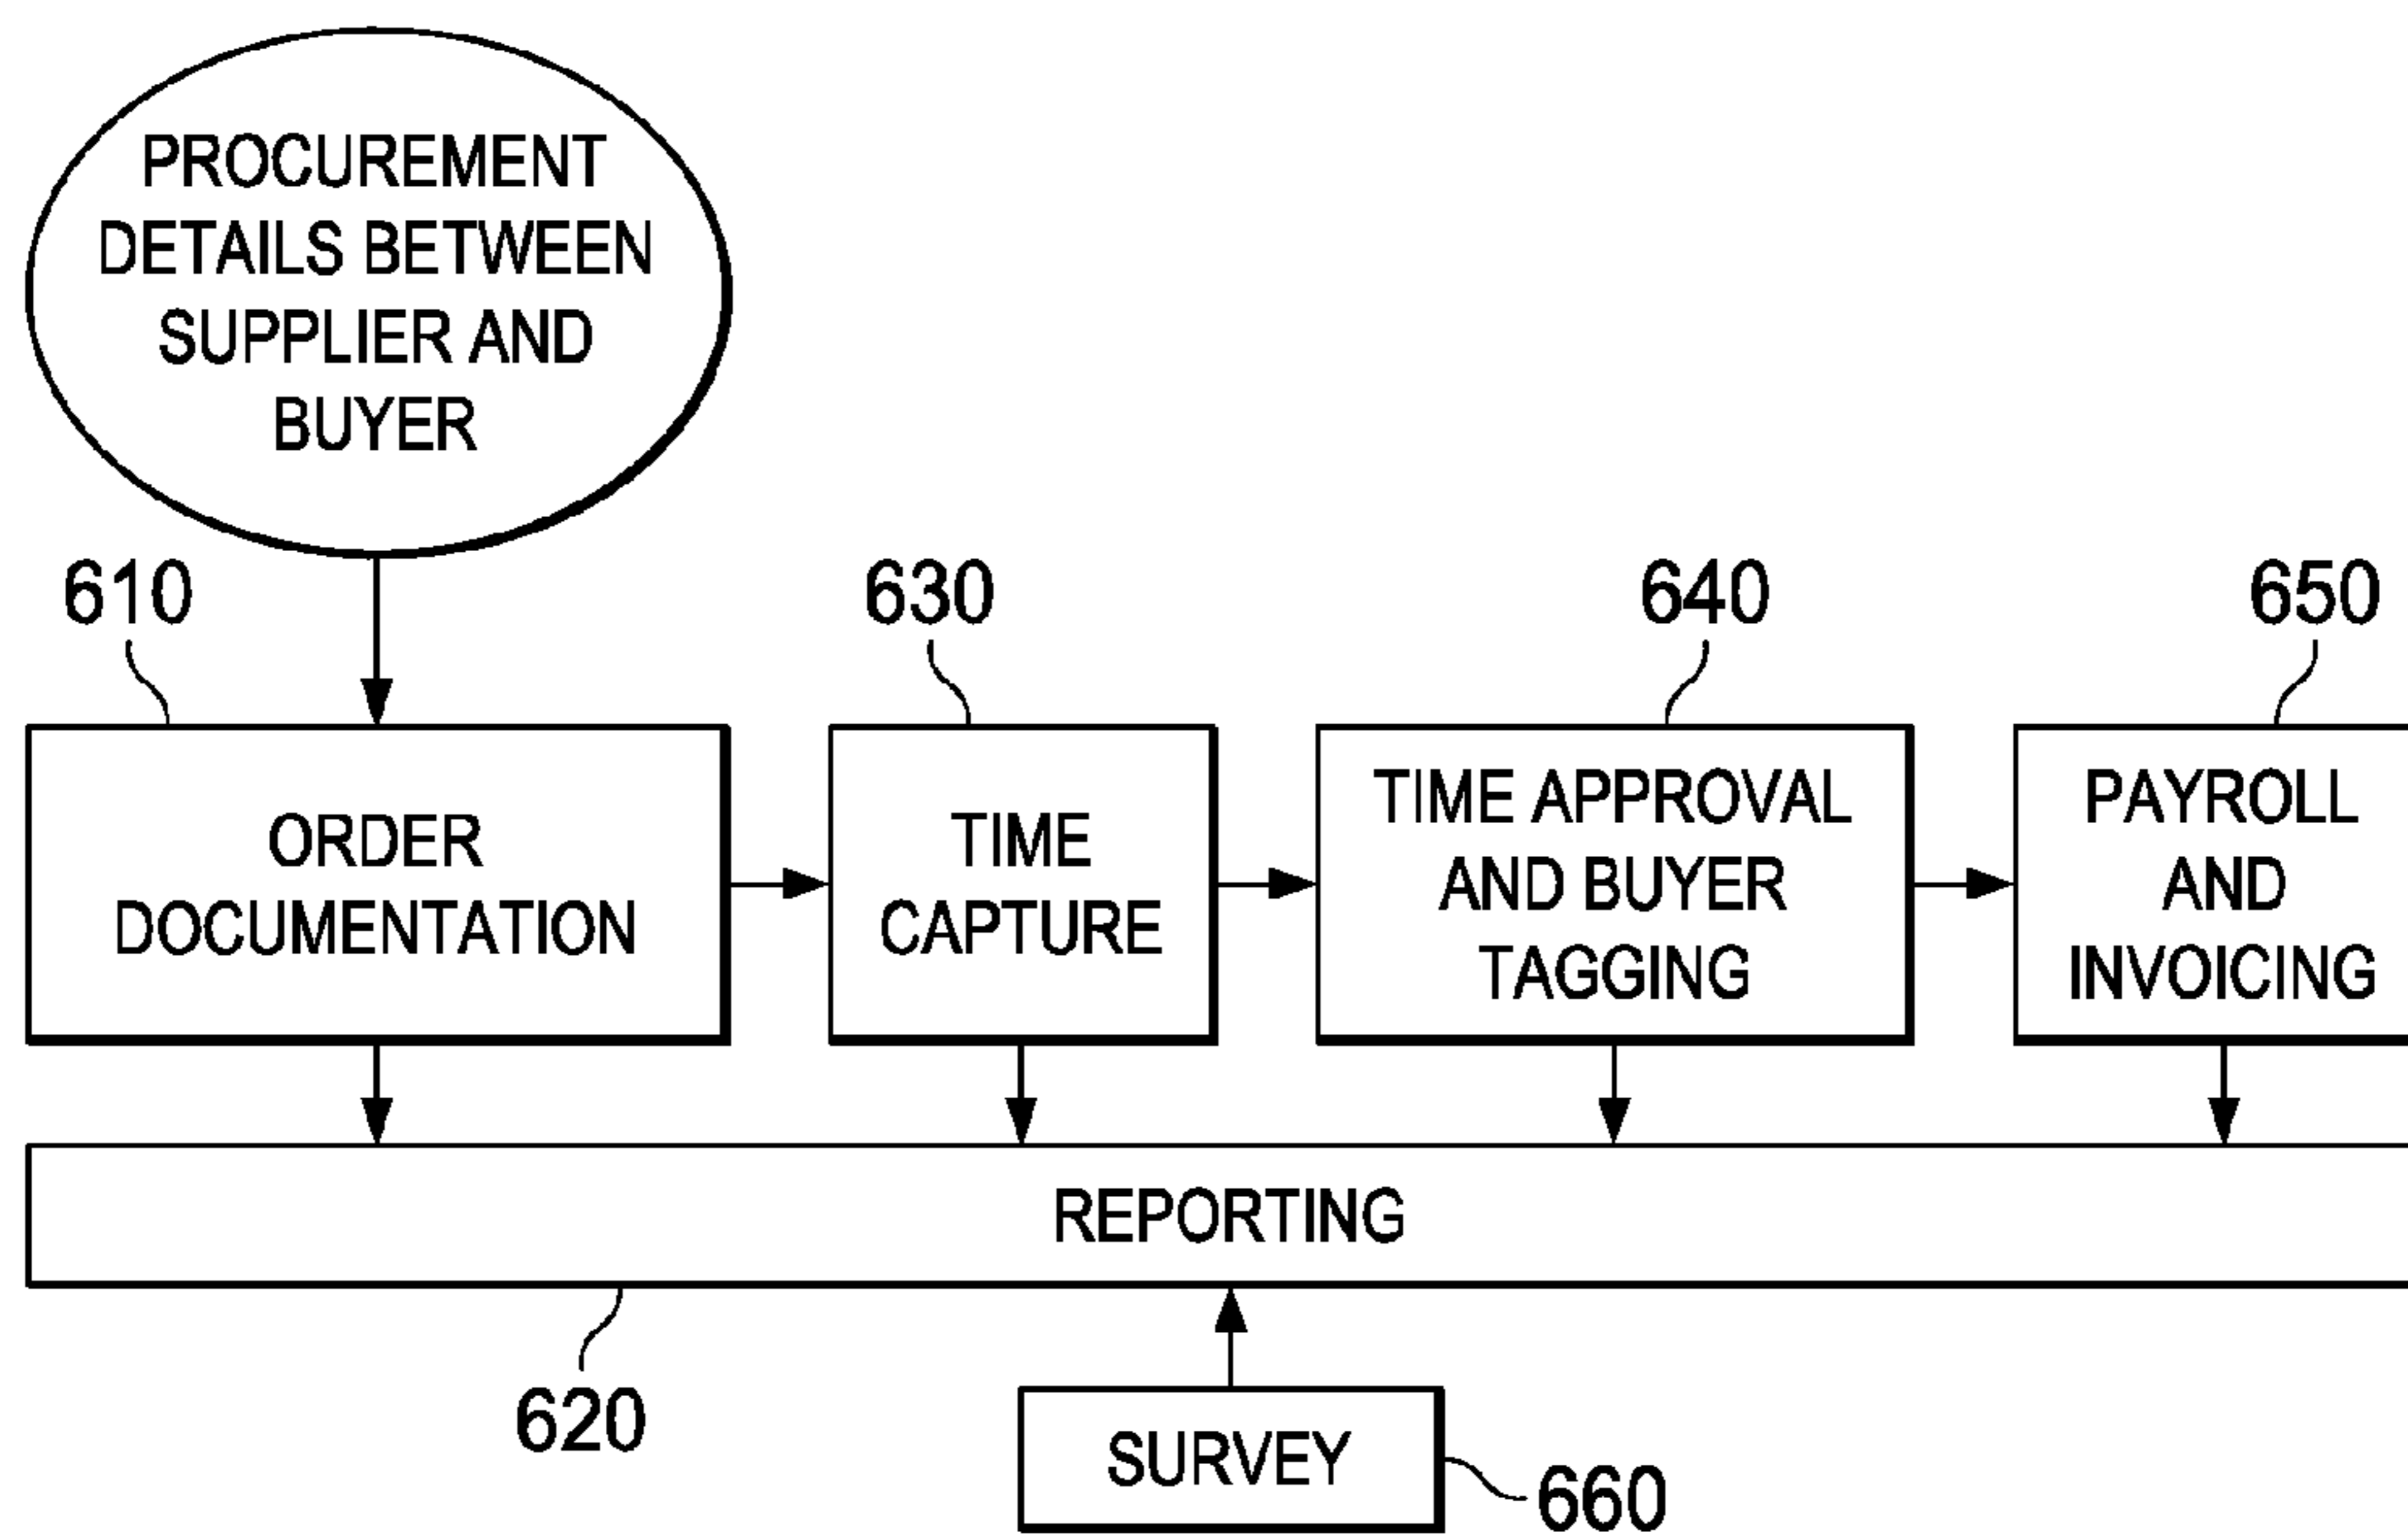 PROCUREMENT
DETAILS BETWEEN
SUPPLIER AND
BUYER
610
630
640
650
ORDER
DOCUMENTATION
TIME
CAPTURE
TIME APPROVAL
AND BUYER
TAGGING
PAYROLL
AND
INVOICING
REPORTING
620
SURVEY
660